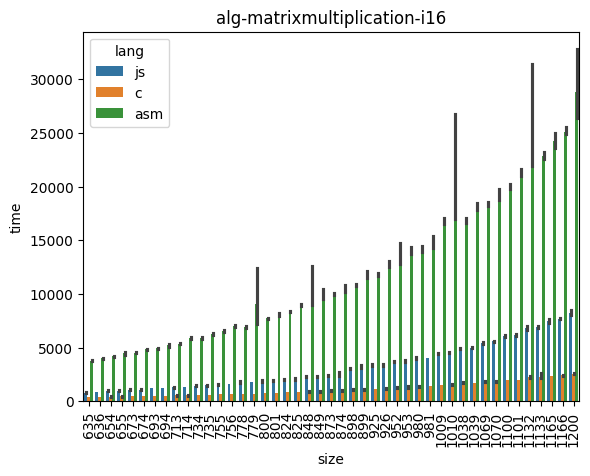 alg-matrixmultiplication-i16
lang
js
c
asm
30000
25000
20000
15000
10000
5000
0
time
635 636 654 655 673 674 693 694 713 714 734 735 755 756 778 779 800 801 824 825 848 849 873 874 898 899 925 926 952 953 980 981 1009 1010 1038 1039 1069 1070 1100 1101 1132 1133 1165 1166 1200
size